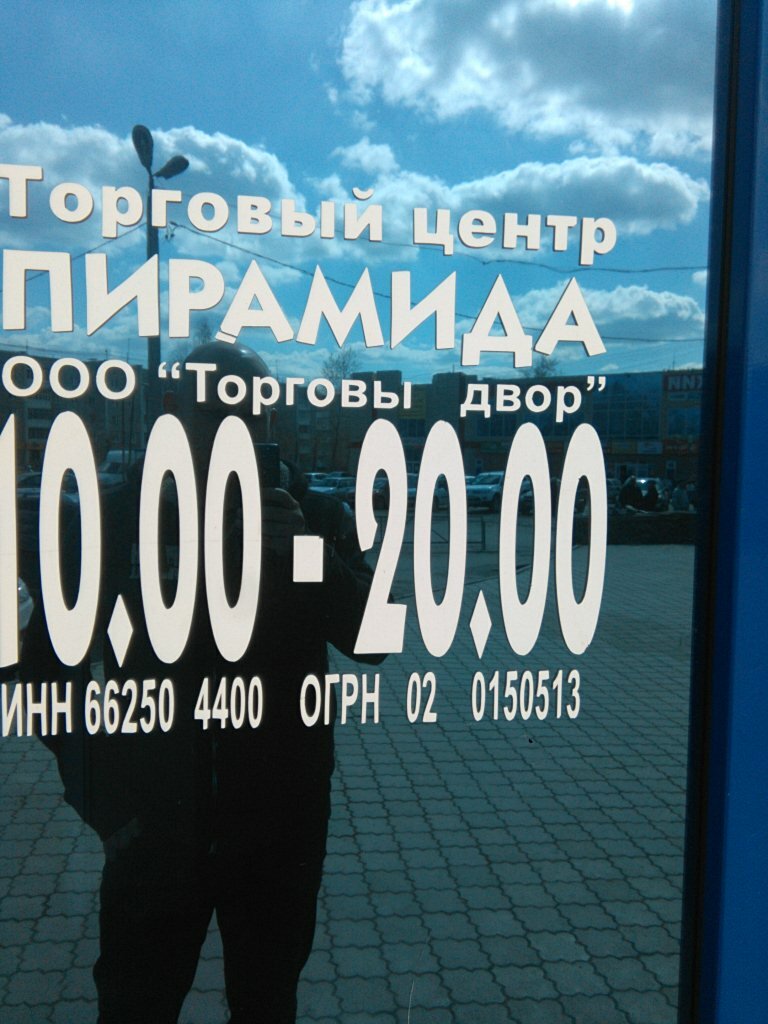 Торговый центр
ПИРАМИДА
ООО “Торговы двор”
10.00-20.00
ИНН 66250 4400 ОГРН 02 0150513